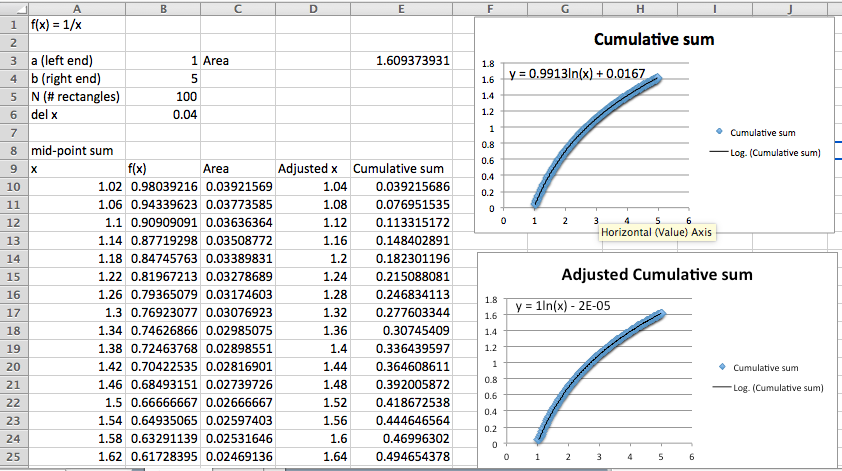 A B C D E F G H I J
1 f(x) = 1/x
2
3 a (left end) 1 Area 1.609373931
4 b (right end) 5
5 N (# rectangles) 100
6 del x 0.04
7
8 mid-point sum
9 x f(x) Area Adjusted x Cumulative sum
10 1.02 0.98039216 0.03921569 1.04 0.039215686
11 1.06 0.94339623 0.03773585 1.08 0.076951535
12 1.1 0.90909091 0.03636364 1.12 0.113315172
13 1.14 0.87719298 0.03508772 1.16 0.148402891
14 1.18 0.84745763 0.03389831 1.2 0.182301196
15 1.22 0.81967213 0.03278689 1.24 0.215088081
16 1.26 0.79365079 0.03174603 1.28 0.246834113
17 1.3 0.76923077 0.03076923 1.32 0.277603344
18 1.34 0.74626866 0.02985075 1.36 0.30745409
19 1.38 0.72463768 0.02898551 1.4 0.336439597
20 1.42 0.70422535 0.02816901 1.44 0.364608611
21 1.46 0.68493151 0.02739726 1.48 0.392005872
22 1.5 0.66666667 0.02666667 1.52 0.418672538
23 1.54 0.64935065 0.02597403 1.56 0.444646564
24 1.58 0.63291139 0.02531646 1.6 0.46996302
25 1.62 0.61728395 0.02469136 1.64 0.494654378
Cumulative sum
y = 0.9913ln(x) + 0.0167
1.8
1.6
1.4
1.2
1
0.8
0.6
0.4
0.2
0
0 1 2 3 4 5 6
Cumulative sum
Log. (Cumulative sum)
Horizontal (Value) Axis
Adjusted Cumulative sum
y = 1ln(x) - 2E-05
1.8
1.6
1.4
1.2
1
0.8
0.6
0.4
0.2
0
0 1 2 3 4 5 6
Cumulative sum
Log. (Cumulative sum)